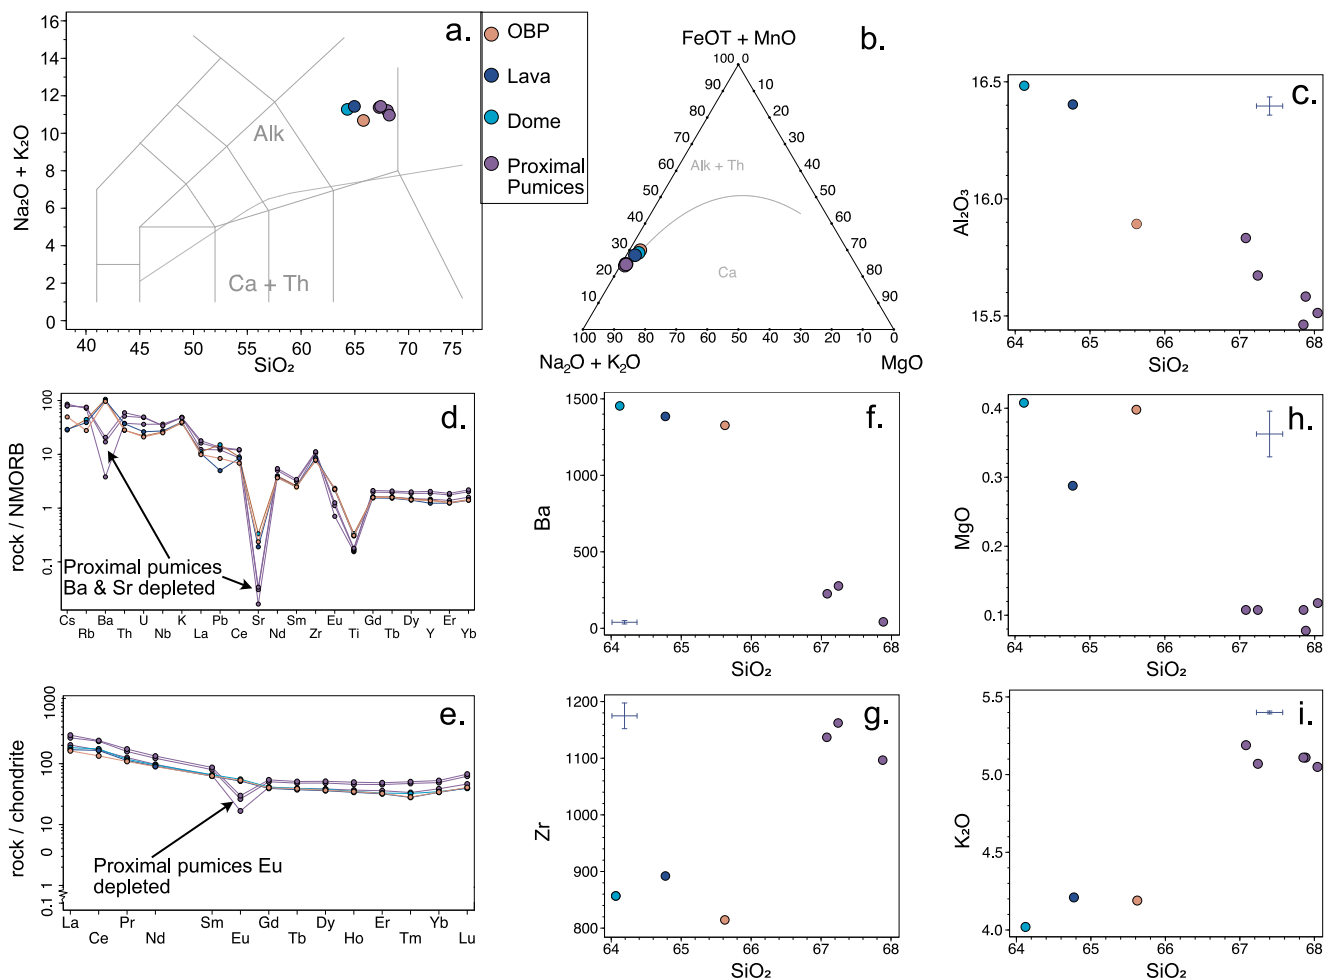 a.
16
14
12
10
8
6
4
2
0
Na₂O + K₂O
Alk
Ca + Th
40
45
50
55
60
65
70
75
SiO₂
OBP
Lava
Dome
Proximal
Pumices
b.
FeOT + MnO
100 0
90 10
80 20
70 30
60 40
50 50
40 60
30 70
20 80
10 90
Alk + Th
Ca
100 90 80 70 60 50 40 30 20 10 0
Na₂O + K₂O
MgO
c.
16.5
16.0
15.5
Al₂O₃
64 65 66 67 68
SiO₂
d.
100
10
1
0.1
rock / NMORB
Proximal pumices
Ba & Sr depleted
Cs Ba U K Pb Sr Sm Eu Gd Dy Er
Rb Th Nb La Ce Nd Zr Ti Tb Y Yb
f.
1500
1000
500
0
Ba
64 65 66 67 68
SiO₂
h.
0.4
0.3
0.2
0.1
MgO
64 65 66 67 68
SiO₂
e.
1000
100
10
0
1
0.1
rock / chondrite
Proximal pumices Eu
depleted
La Pr Sm Gd Dy Er Yb
Ce Nd Eu Tb Ho Tm Lu
g.
1200
1100
1000
900
800
Zr
64 65 66 67 68
SiO₂
i.
5.5
5.0
4.5
4.0
K₂O
64 65 66 67 68
SiO₂